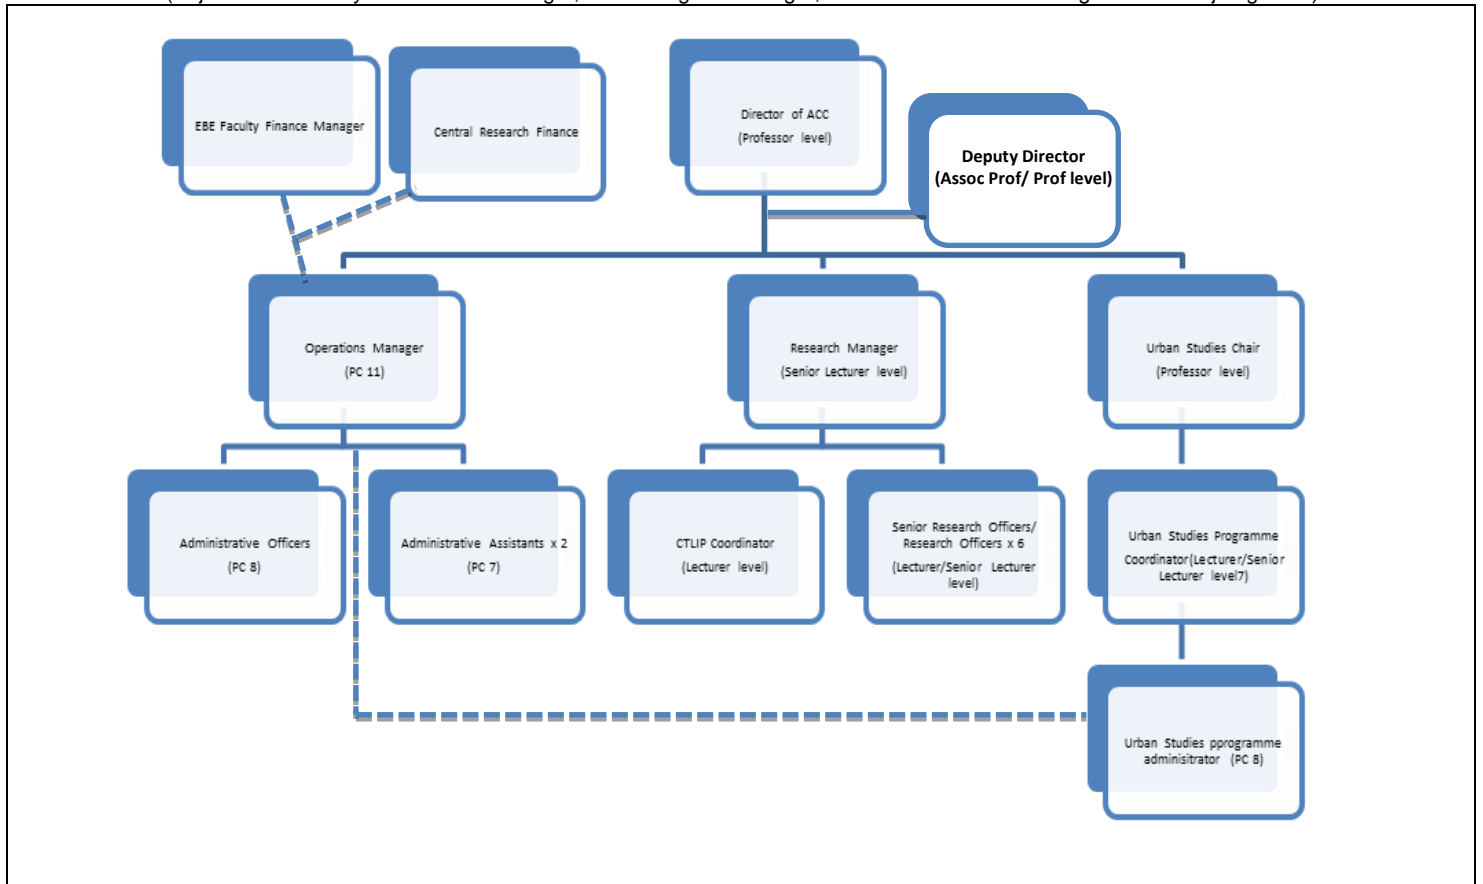 EBE Faculty Finance Manager
Central Research Finance
Director of ACC
(Professor level)
Deputy Director
(Assoc Prof/ Prof level)
Operations Manager
(PC 11)
Research Manager
(Senior Lecturer level)
Urban Studies Chair
(Professor level)
Administrative Officers
(PC 8)
Administrative Assistants x 2
(PC 7)
CTLIP Coordinator
(Lecturer level)
Senior Research Officers/
Research Officers x 6
(Lecturer/Senior Lecturer
level)
Urban Studies Programme
Coordinator(Lecturer/Senior
Lecturer level7)
Urban Studies pprogramme
adminisitrator (PC 8)